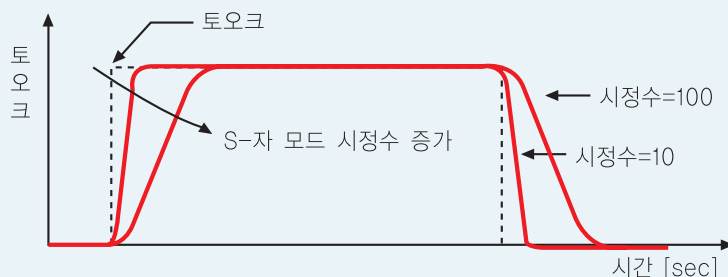 토오크
토
오
크
시정수=100
S-자 모드 시정수 증가
시정수=10
시간 [sec]